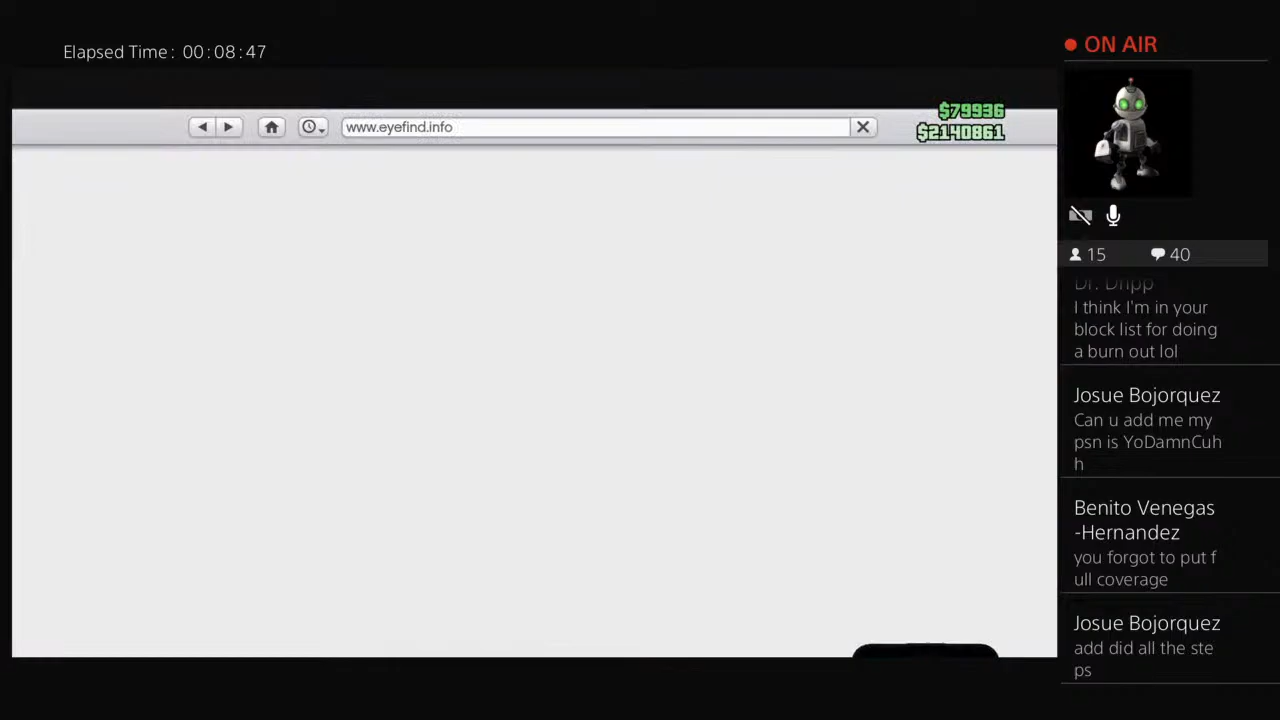 Elapsed Time: 00:08:47
ON AIR
www.eyefind.info
$79936
$2140861
15 40
Dr. Dripp
I think I'm in your
block list for doing
a burn out lol
Josue Bojorquez
Can u add me my
psn is YoDamnCuh
h
Benito Venegas
-Hernandez
you forgot to put f
ull coverage
Josue Bojorquez
add did all the ste
ps